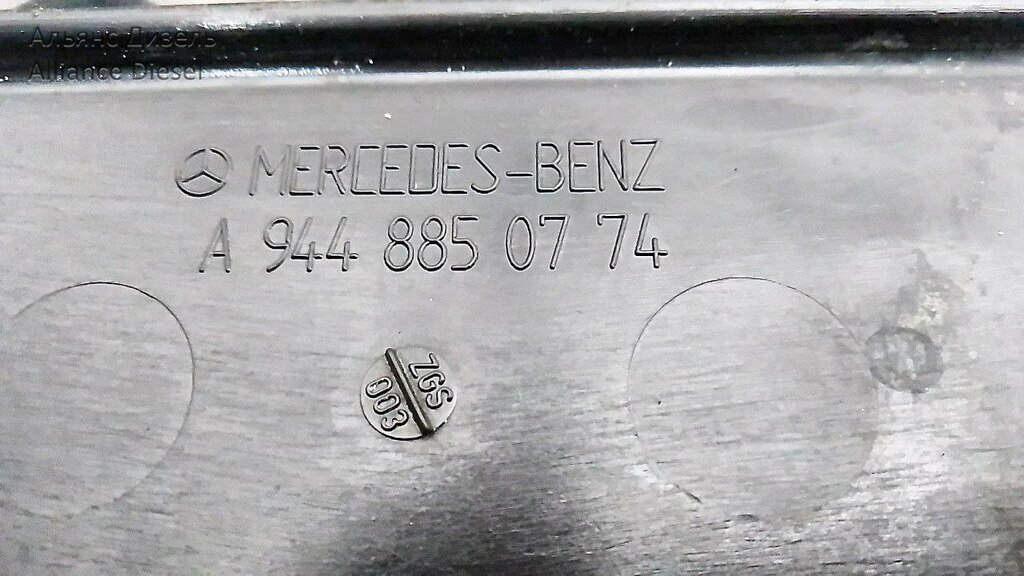 Альянс Дизель
Alliance Diesel
MERCEDES-BENZ
A 944 885 07 74
ZGS
003